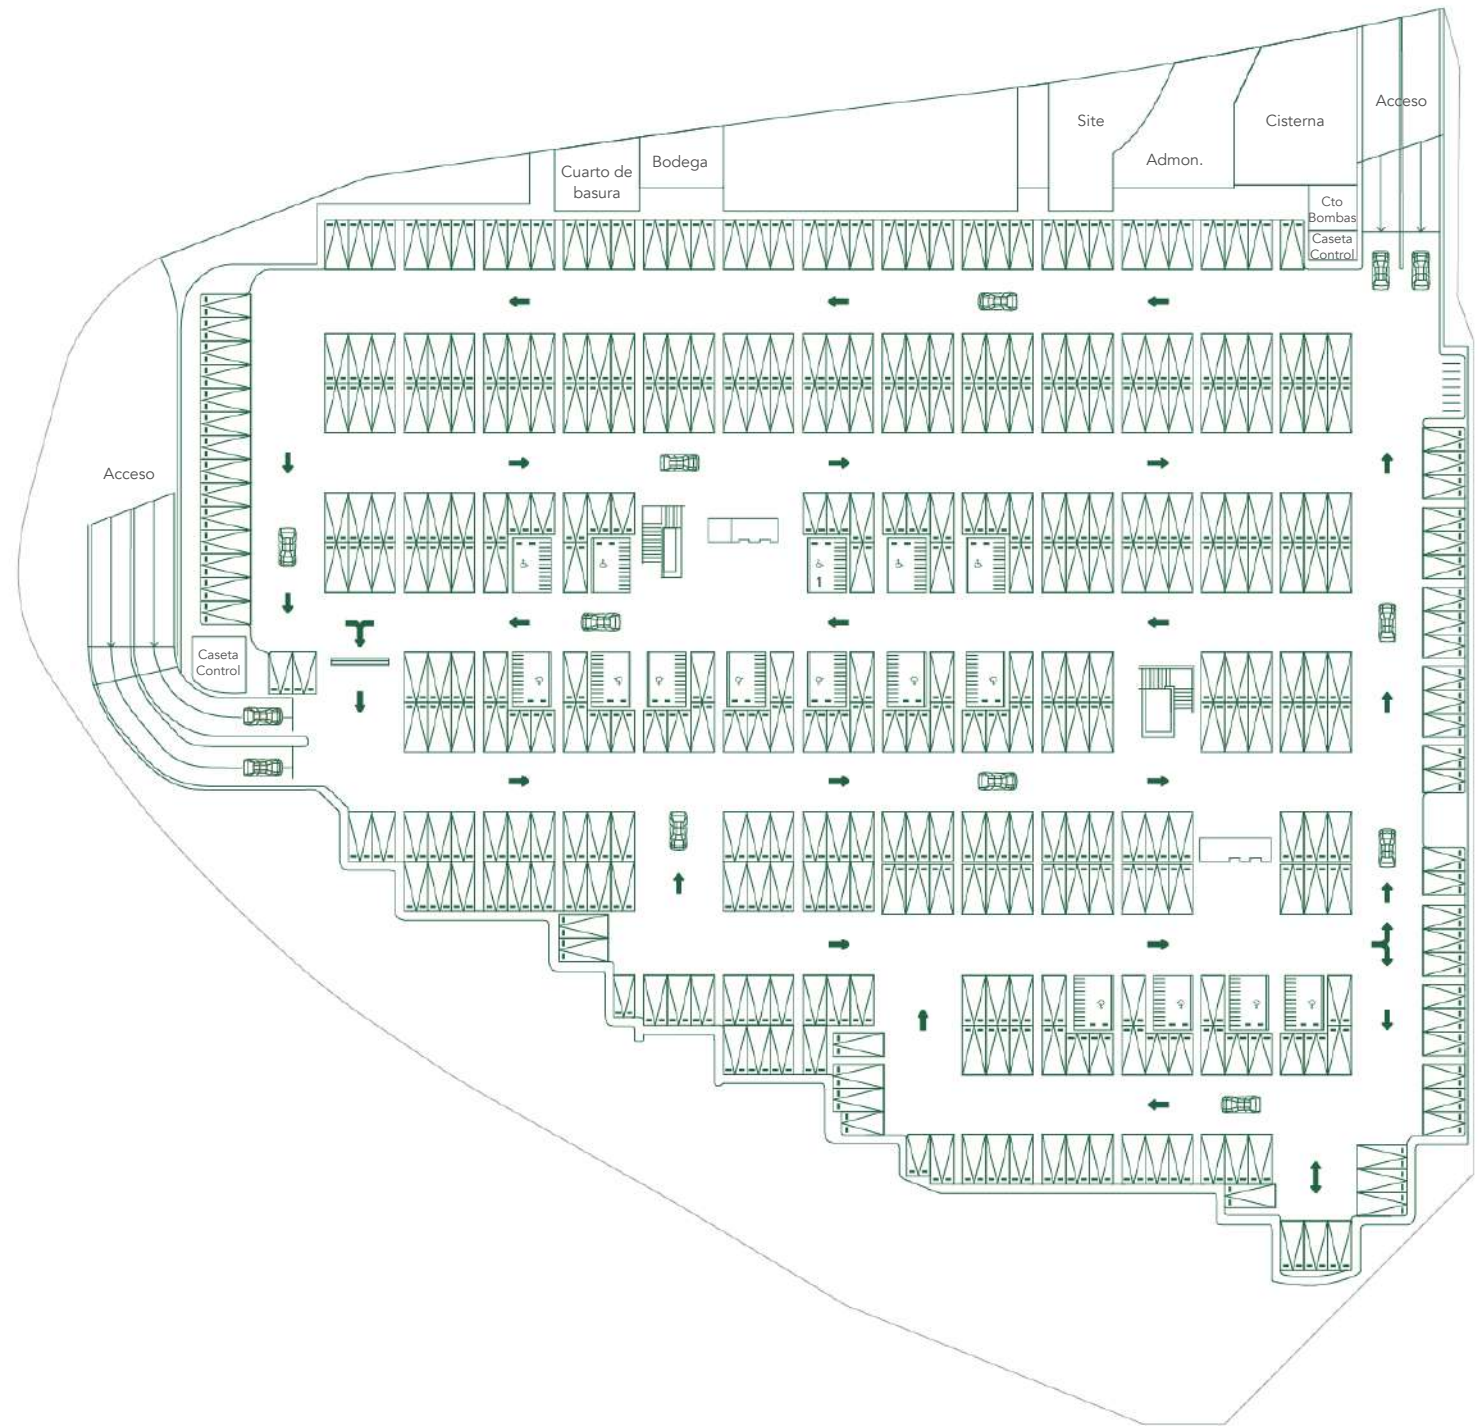 Acceso
Site
Cisterna
Bodega
Admon.
Cuarto de
basura
Cto
Bombas
Caseta
Control
Acceso
1
Caseta
Control